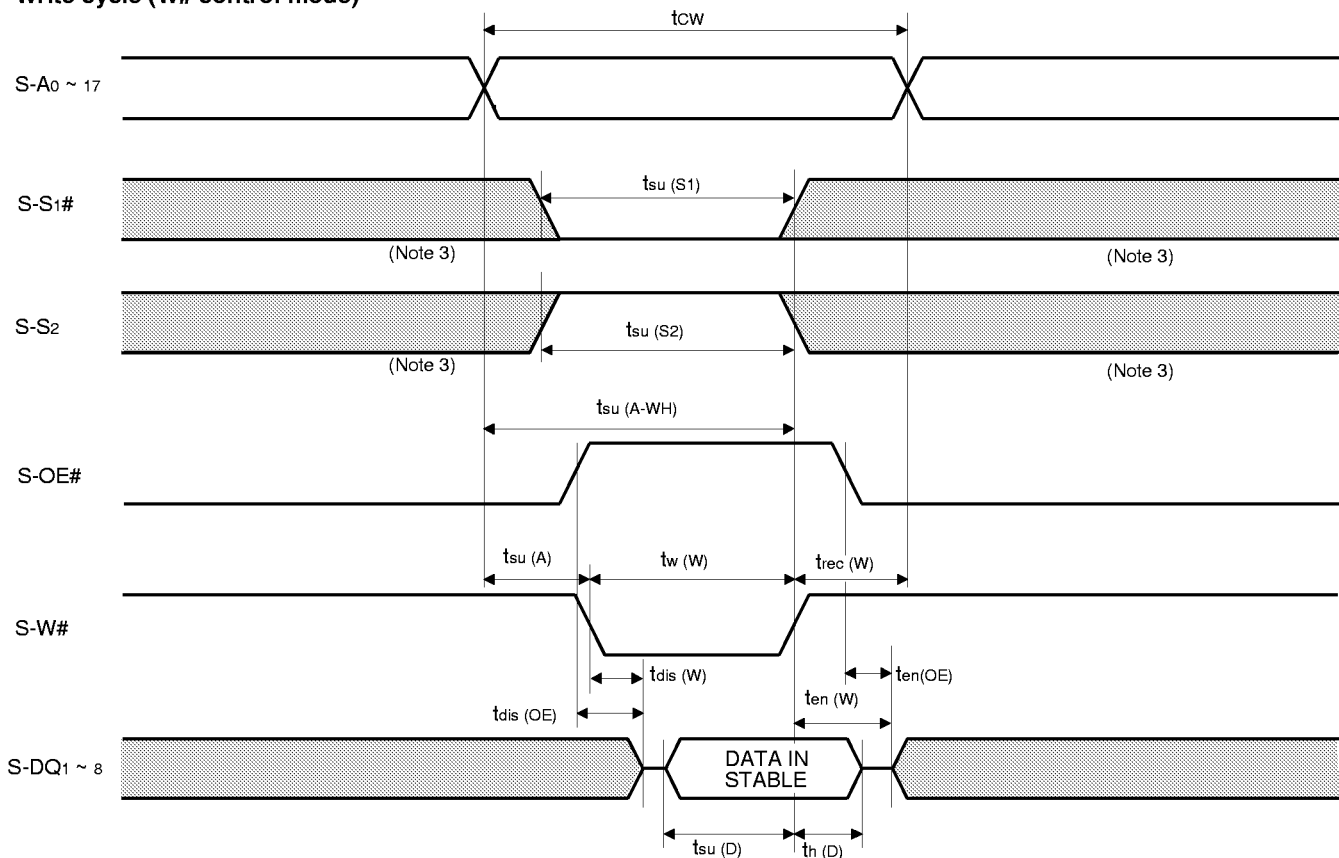 write cycle (W# control mode)
tCW
S-A0 ~ 17
tsu (S1)
S-S1#
(Note 3)
(Note 3)
S-S2
tsu (S2)
(Note 3)
(Note 3)
tsu (A-WH)
S-OE#
tsu (A)
tw (W)
trec (W)
S-W#
tdis (W)
ten(OE)
ten (W)
tdis (OE)
S-DQ1 ~ 8
DATA IN
STABLE
tsu (D)
th (D)